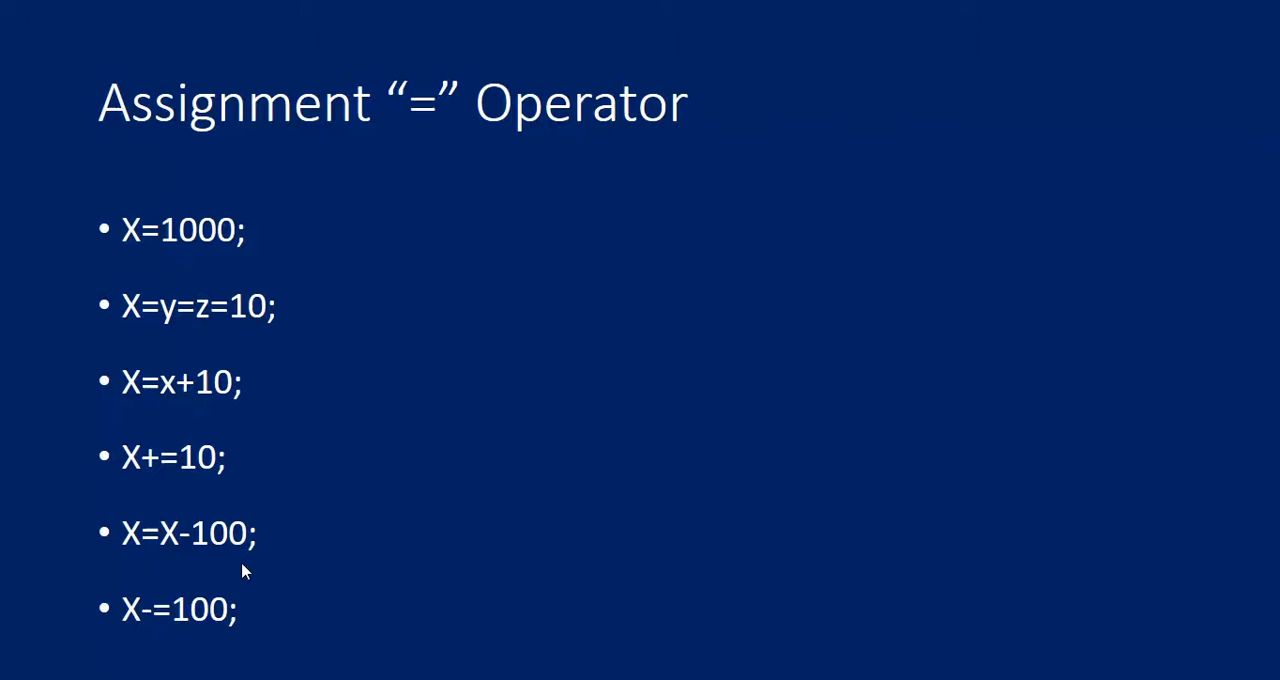 Assignment “=” Operator
• X=1000;
• X=y=z=10;
• X=x+10;
• X+=10;
• X=X-100;
• X-=100;